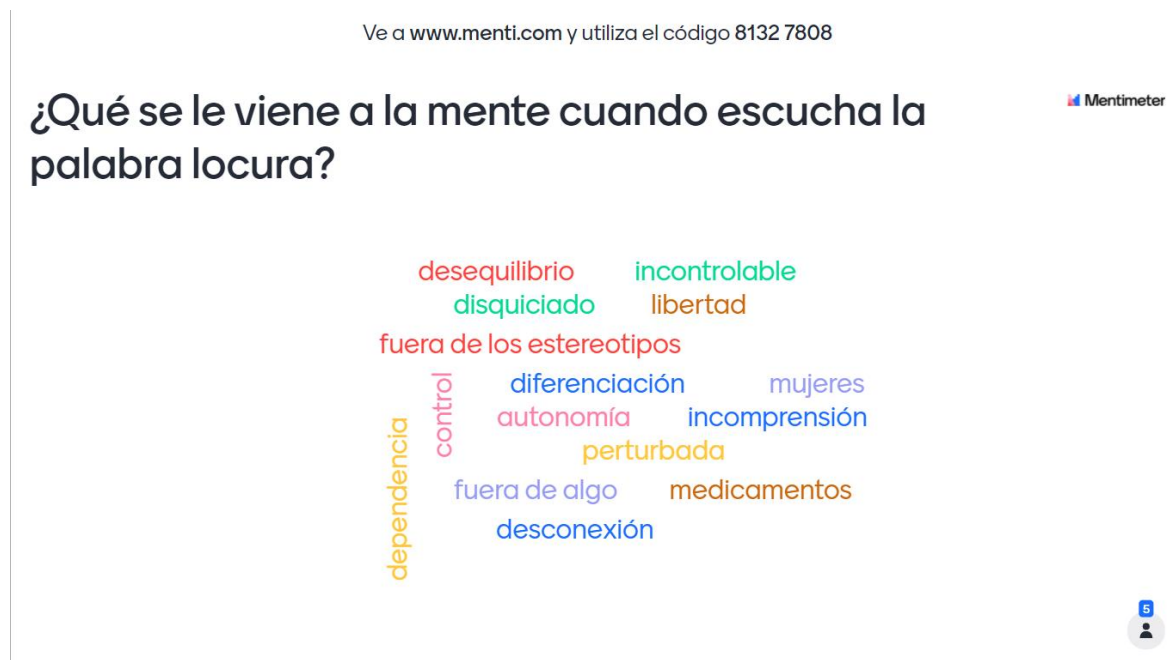 Ve a www.menti.com y utiliza el código 8132 7808
¿Qué se le viene a la mente cuando escucha la
palabra locura?
Mentimeter
desequilibrio
incontrolable
disquiciado
libertad
fuera de los estereotipos
control
diferenciación
mujeres
autonomía
incomprensión
dependencia
perturbada
fuera de algo
medicamentos
desconexión
5